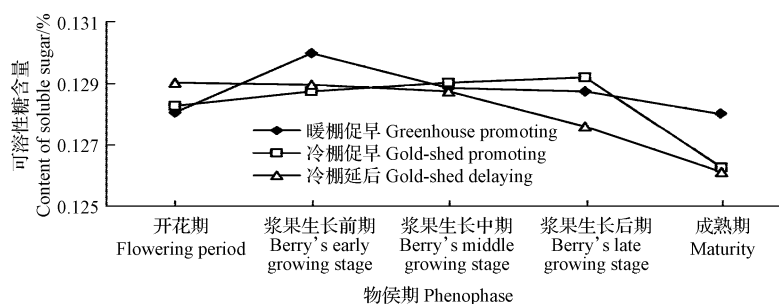 可溶性糖含量
Content of soluble sugar/%
0.131
0.129
0.127
0.125
暖棚促早 Greenhouse promoting
冷棚促早 Gold-shed promoting
冷棚延后 Gold-shed delaying
开花期
Flowering period
浆果生长前期
Berry's early
growing stage
浆果生长中期
Berry's middle
growing stage
浆果生长后期
Berry's late
growing stage
成熟期
Maturity
物侯期 Phenophase